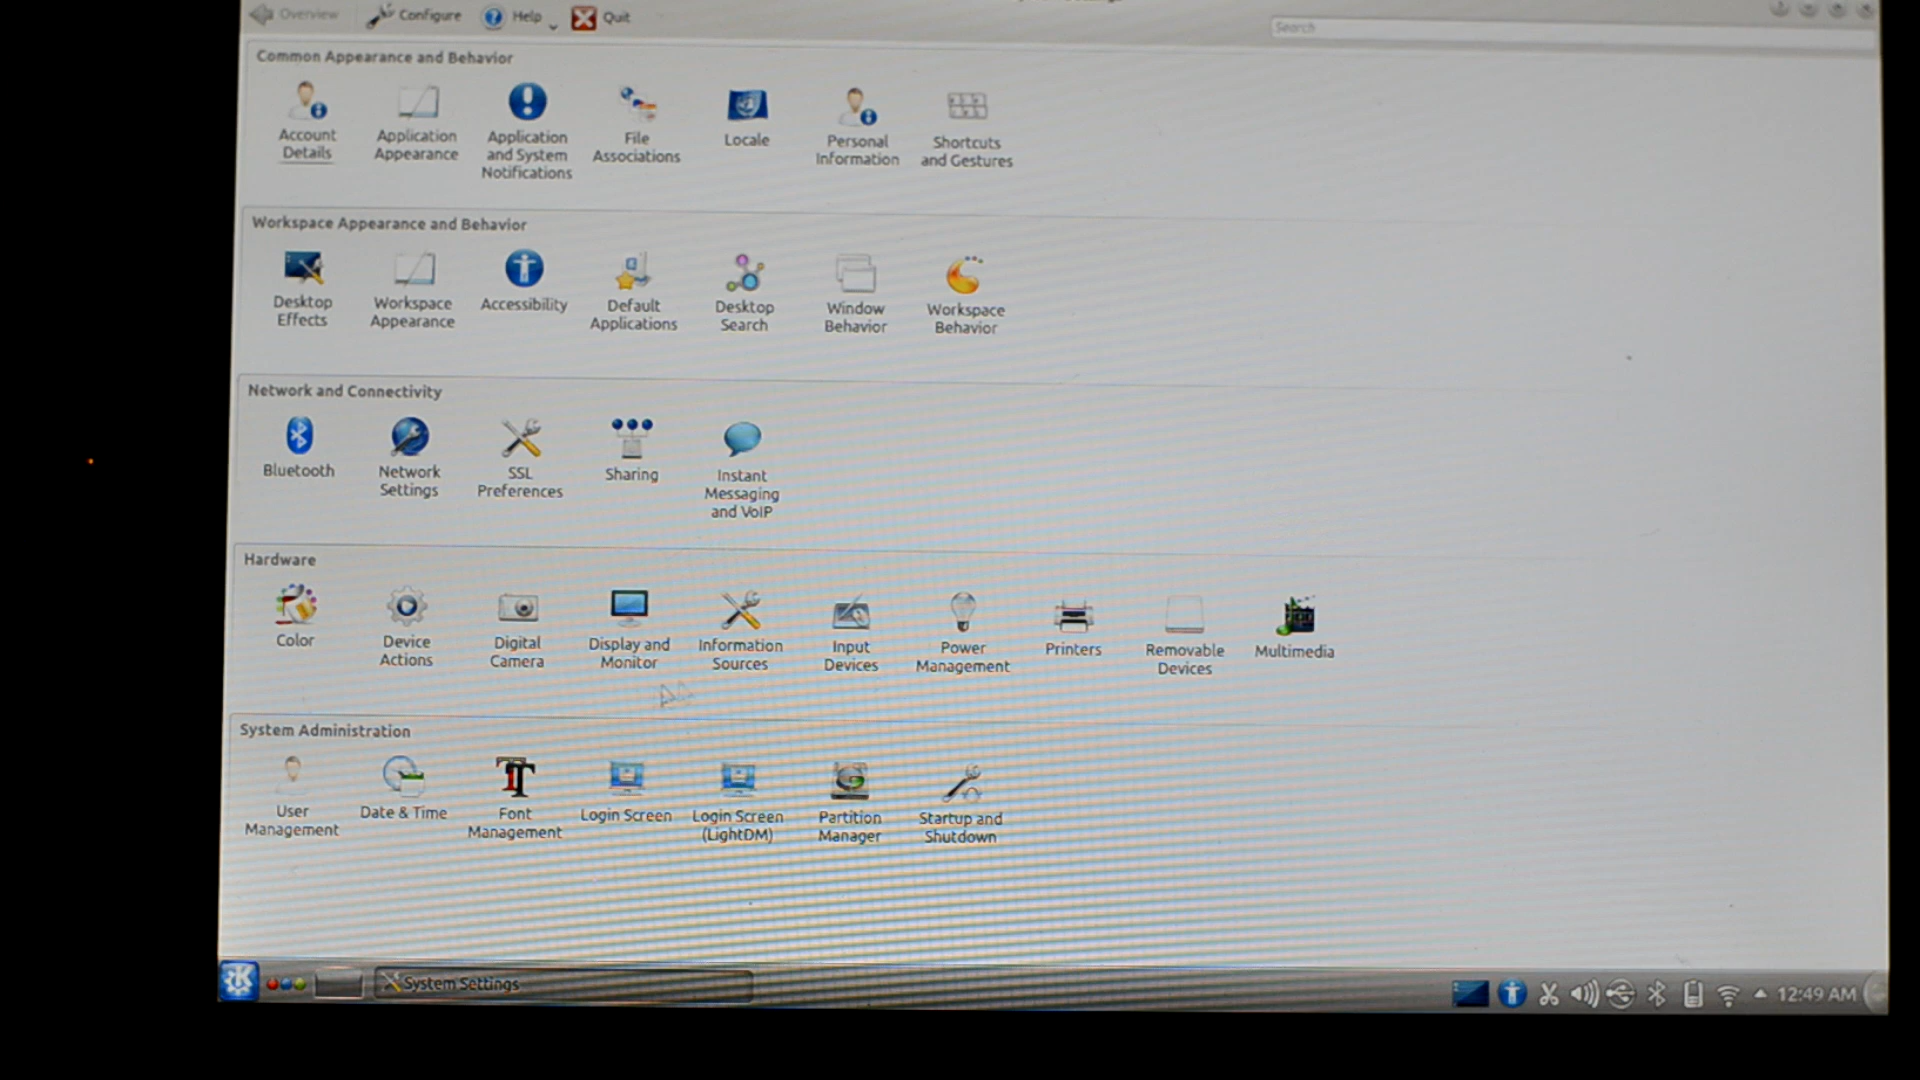 Overview Configure Help Quit
Search
Common Appearance and Behavior
Account Details
Application Appearance
Application and System Notifications
File Associations
Locale
Personal Information
Shortcuts and Gestures
Workspace Appearance and Behavior
Desktop Effects
Workspace Appearance
Accessibility
Default Applications
Desktop Search
Window Behavior
Workspace Behavior
Network and Connectivity
Bluetooth
Network Settings
SSL Preferences
Sharing
Instant Messaging and VoIP
Hardware
Color
Device Actions
Digital Camera
Display and Monitor
Information Sources
Input Devices
Power Management
Printers
Removable Devices
Multimedia
System Administration
User Management
Date & Time
Font Management
Login Screen
Login Screen (LightDM)
Partition Manager
Startup and Shutdown
System Settings
12:49 AM